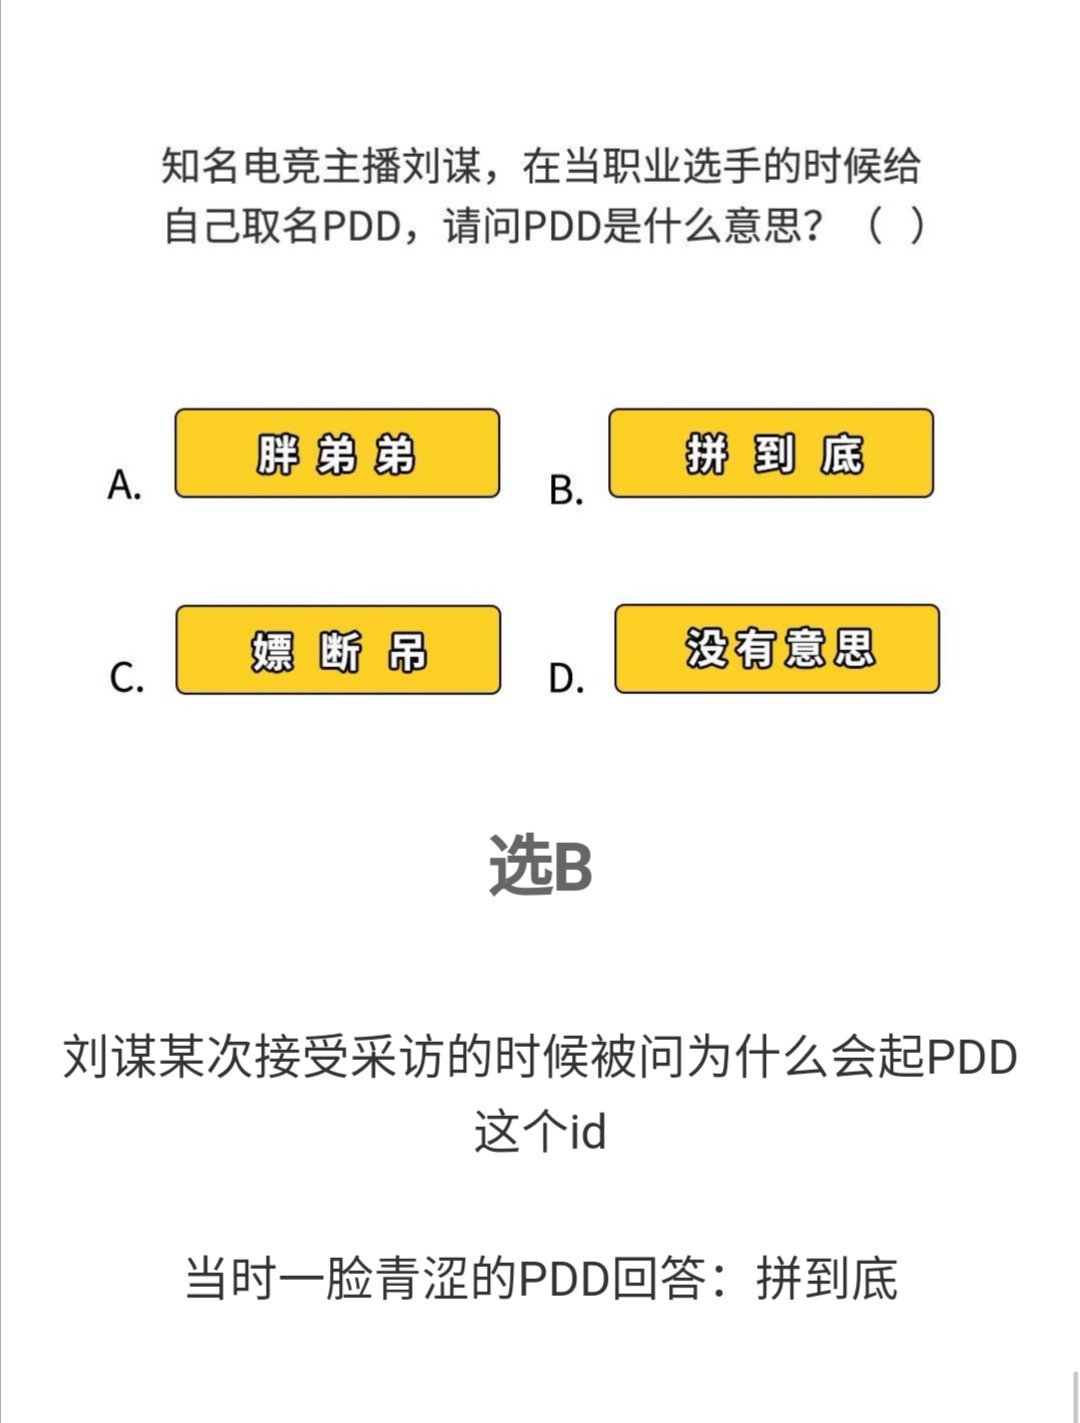 知名电竞主播刘谋，在当职业选手的时候给
自己取名PDD，请问PDD是什么意思？（ ）
A. 胖弟弟 B. 拼到底
C. 嫖断吊 D. 没有意思
选B
刘谋某次接受采访的时候被问为什么会起PDD
这个id
当时一脸青涩的PDD回答：拼到底